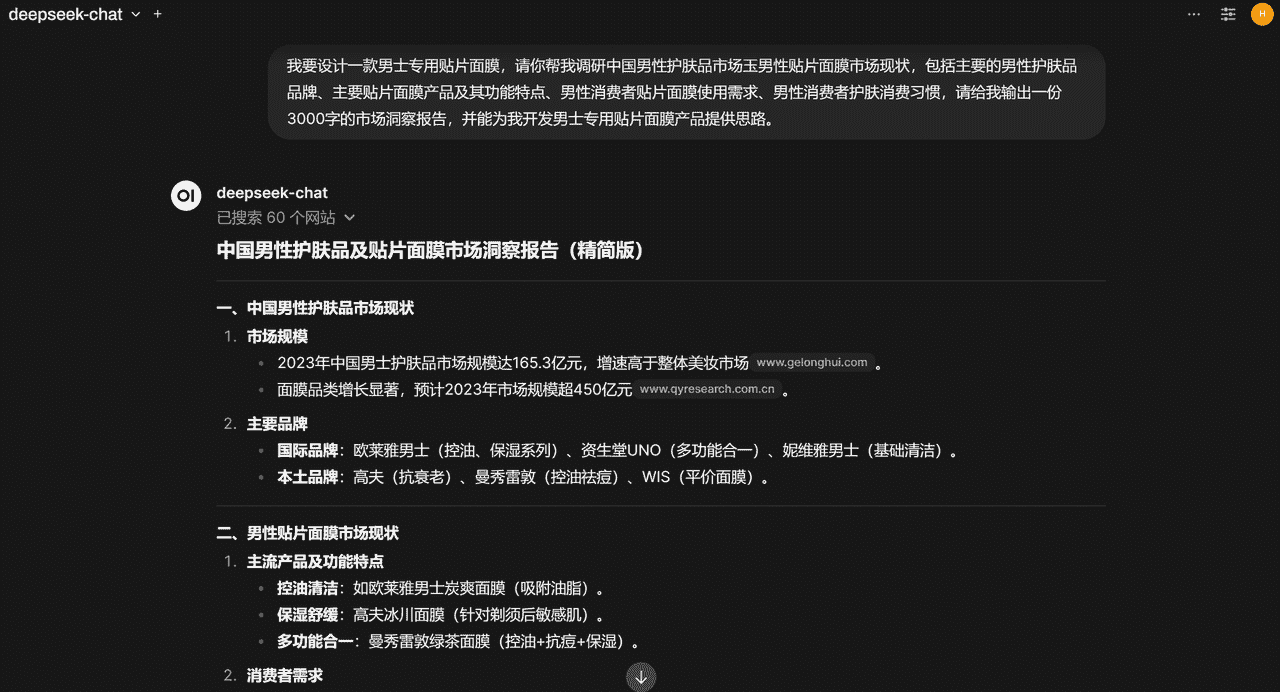 deepseek-chat
H
我要设计一款男士专用贴片面膜，请你帮我调研中国男性护肤品市场玉男性贴片面膜市场现状，包括主要的男性护肤品
品牌、主要贴片面膜产品及其功能特点、男性消费者贴片面膜使用需求、男性消费者护肤消费习惯，请给我输出一份
3000字的市场洞察报告，并能为我开发男士专用贴片面膜产品提供思路。
OI
deepseek-chat
已搜索 60 个网站
中国男性护肤品及贴片面膜市场洞察报告（精简版）
一、中国男性护肤品市场现状
1. 市场规模
• 2023年中国男士护肤品市场规模达165.3亿元，增速高于整体美妆市场 www.gelonghui.com 。
• 面膜品类增长显著，预计2023年市场规模超450亿元 www.qyresearch.com.cn 。
2. 主要品牌
• 国际品牌：欧莱雅男士（控油、保湿系列）、资生堂UNO（多功能合一）、妮维雅男士（基础清洁）。
• 本土品牌：高夫（抗衰老）、曼秀雷敦（控油祛痘）、WIS（平价面膜）。
二、男性贴片面膜市场现状
1. 主流产品及功能特点
• 控油清洁：如欧莱雅男士炭爽面膜（吸附油脂）。
• 保湿舒缓：高夫冰川面膜（针对剃须后敏感肌）。
• 多功能合一：曼秀雷敦绿茶面膜（控油+抗痘+保湿）。
2. 消费者需求